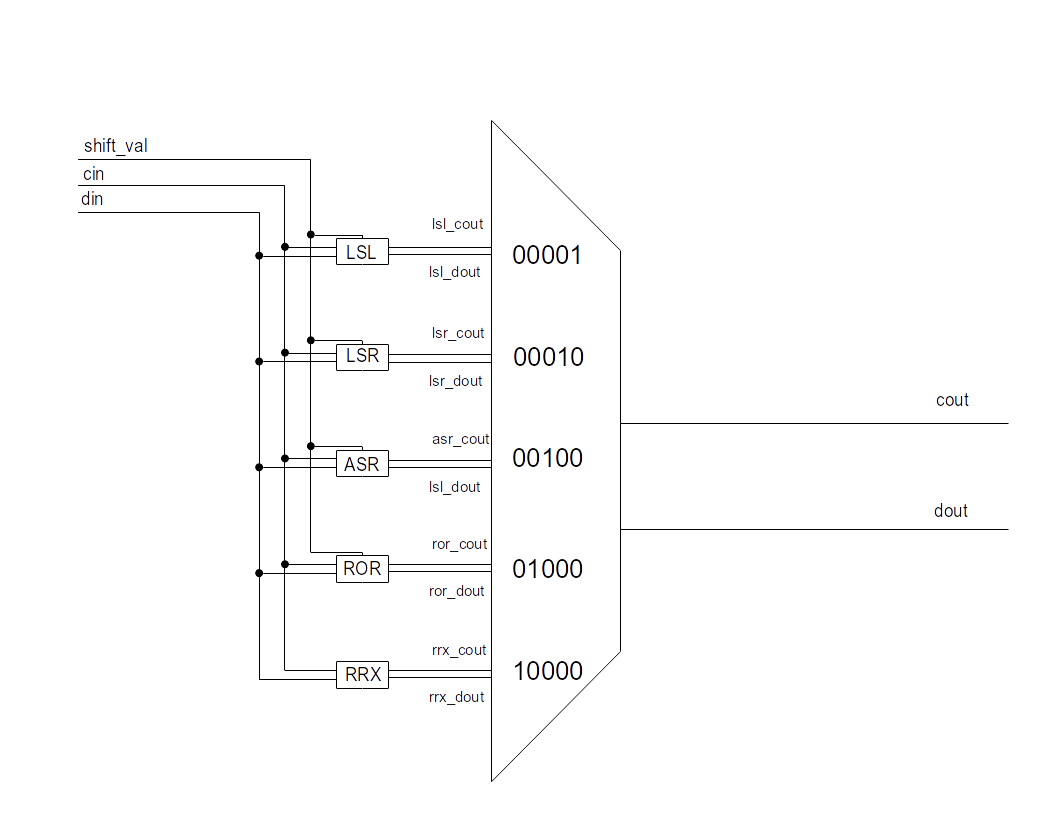 shift_val
cin
din
lsl_cout
LSL
00001
lsl_dout
lsr_cout
LSR
00010
lsr_dout
cout
asr_cout
ASR
00100
lsl_dout
dout
ror_cout
ROR
01000
ror_dout
rrx_cout
RRX
10000
rrx_dout